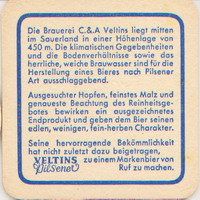 Die Brauerei C.&A Veltins liegt mitten
im Sauerland in einer Höhenlage von
450 m. Die klimatischen Gegebenheiten
und die Bodenverhältnisse sowie das
herrliche, weiche Brauwasser sind für die
Herstellung eines Bieres nach Pilsener
Art ausschlaggebend.
Ausgesuchter Hopfen, feinstes Malz und
genaueste Beachtung des Reinheitsge-
botes bewirken ein ausgezeichnetes
Endprodukt und geben dem Bier seinen
edlen, weinigen, fein-herben Charakter.
Seine hervorragende Bekömmlichkeit
hat nicht zuletzt dazu beigetragen,
VELTINS zu einem Markenbier von
Pilsener Ruf zu machen.